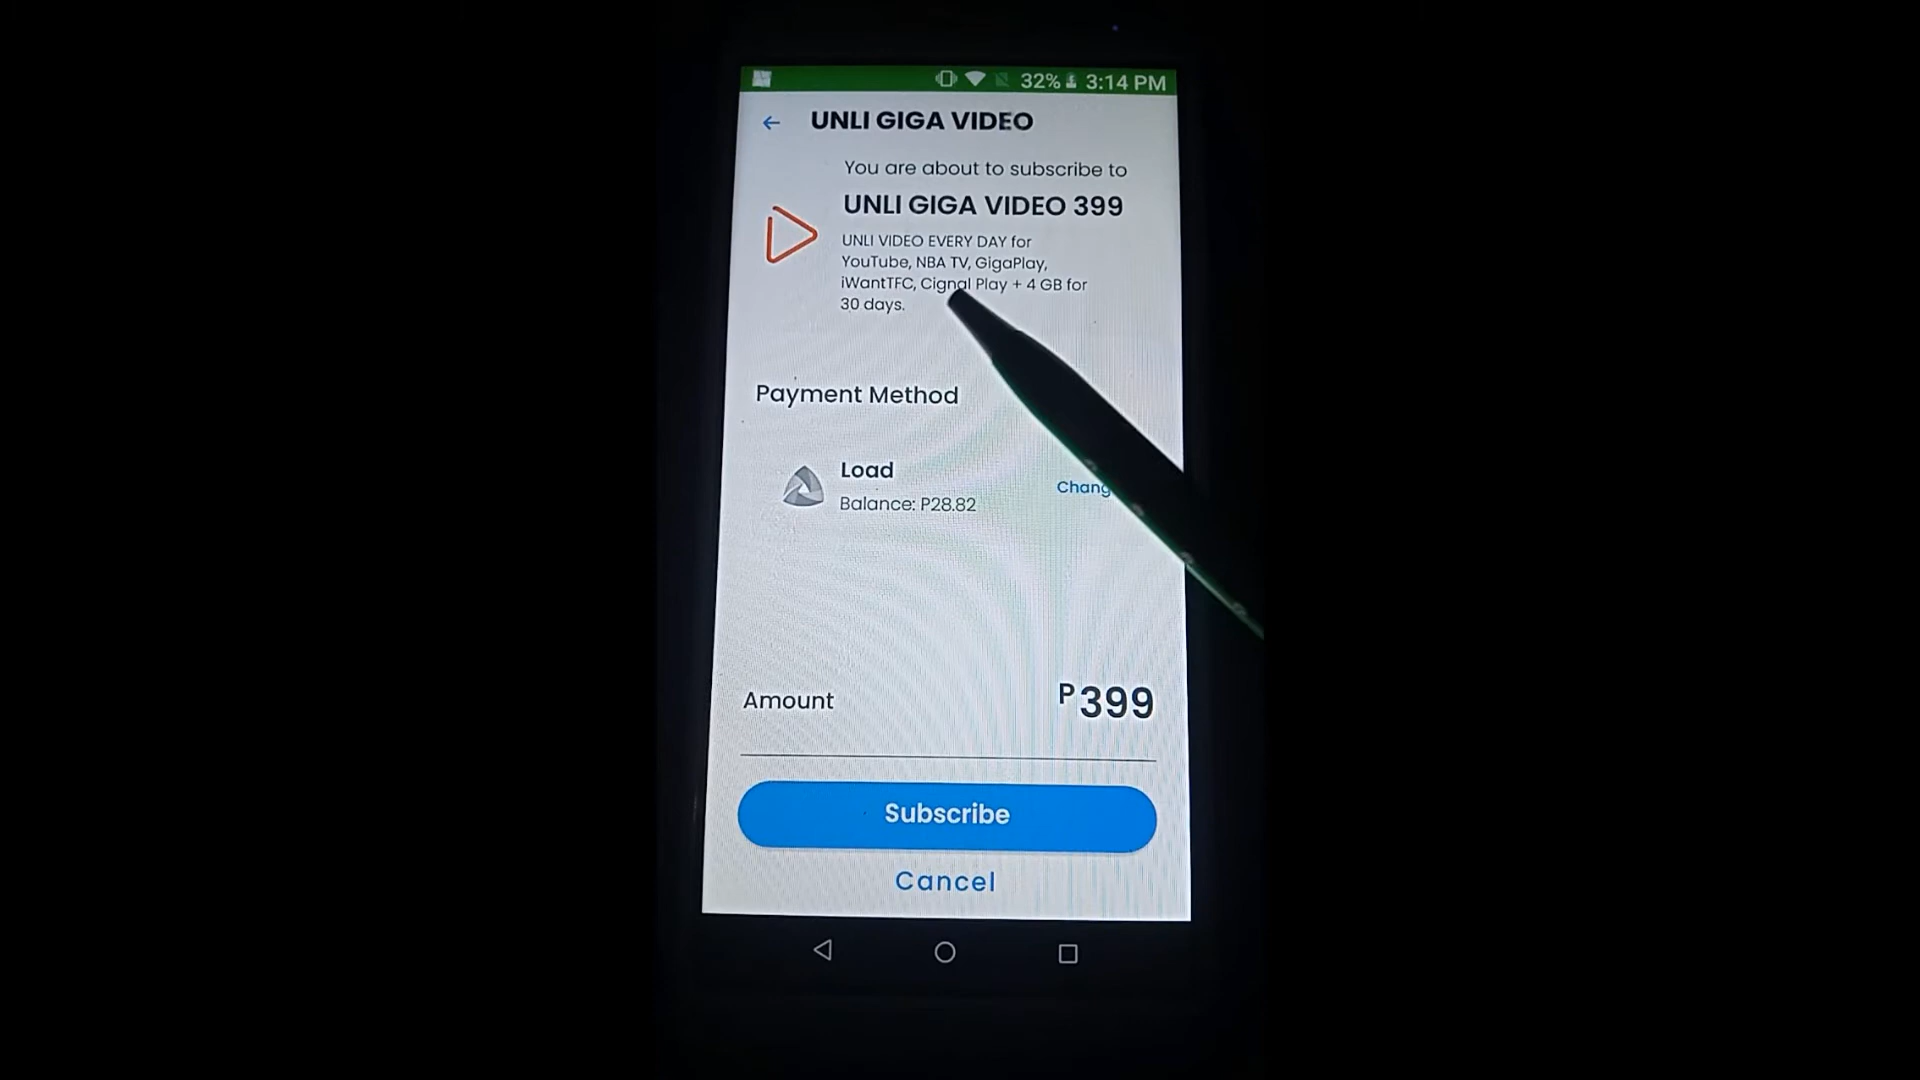 32% 3:14 PM
UNLI GIGA VIDEO
You are about to subscribe to
UNLI GIGA VIDEO 399
UNLI VIDEO EVERY DAY for
YouTube, NBA TV, GigaPlay,
iWantTFC, Cignal Play + 4 GB for
30 days.
Payment Method
Load
Chang
Balance: P28.82
Amount P399
Subscribe
Cancel